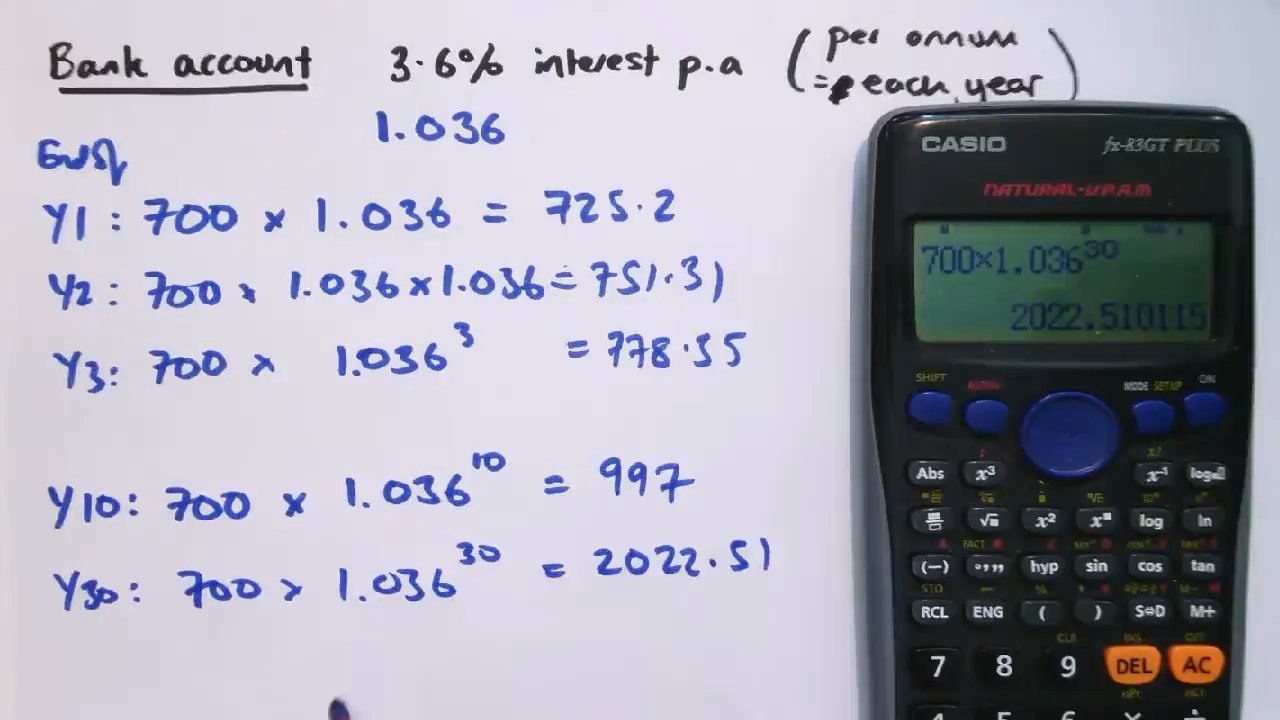 Bank account 3.6% interest p.a (per annum
= each year)
1.036
End of
Y1: 700 × 1.036 = 725.2
Y2: 700 × 1.036 × 1.036 = 751.31
Y3: 700 × 1.036³ = 778.35
Y10: 700 × 1.036¹⁰ = 997
Y30: 700 × 1.036³⁰ = 2022.51
CASIO fx-83GT PLUS
NATURAL-V.P.A.M.
700×1.036³⁰
2022.510115
SHIFT ALPHA MODE SETUP ON
Abs x³ x⁻¹ log
√ x² log ln
(−) °,,, hyp sin cos tan
STO
RCL ENG ( ) S⇔D M+
7 8 9 DEL AC